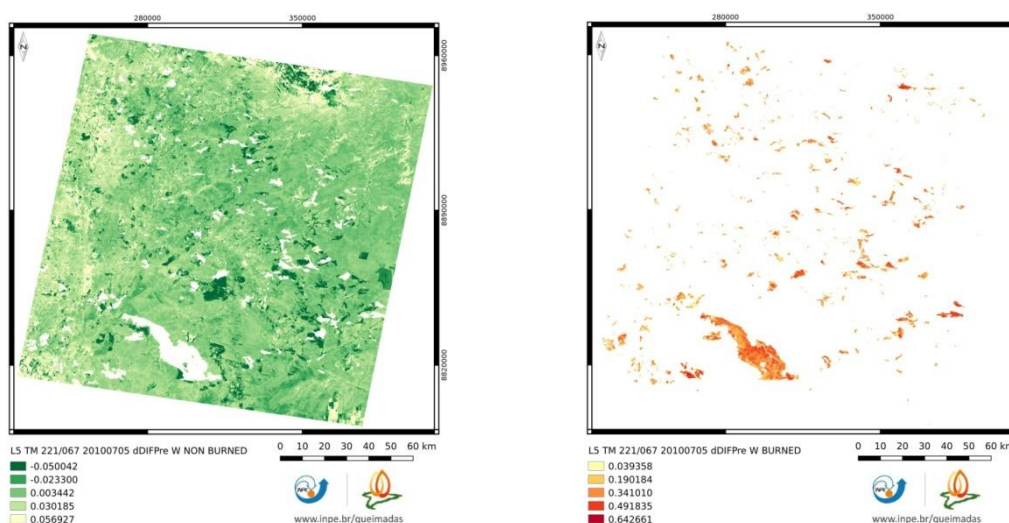 280000 350000
8960000
8890000
8820000
L5 TM 221/067 20100705 dDIFPre W NON BURNED
-0.050042
-0.023300
0.003442
0.030185
0.056927
0 10 20 30 40 50 60 km
INPE
www.inpe.br/queimadas
280000 350000
L5 TM 221/067 20100705 dDIFPre W BURNED
0.039358
0.190184
0.341010
0.491835
0.642661
0 10 20 30 40 50 60 km
INPE
www.inpe.br/queimadas